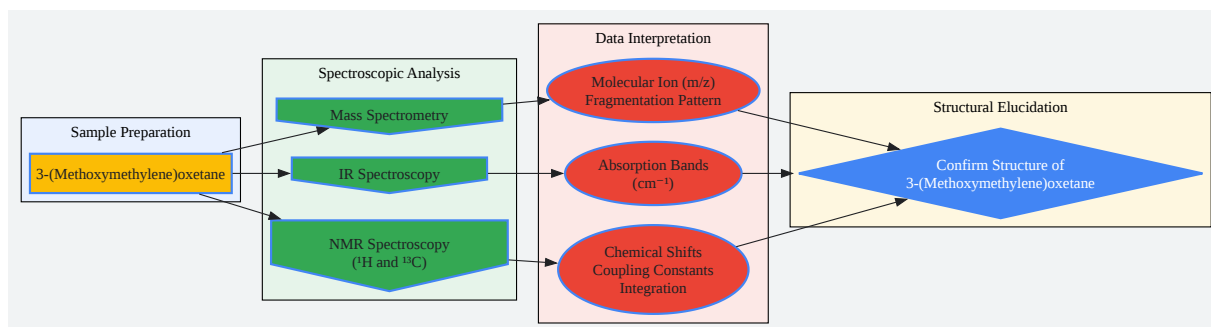 Sample Preparation
3-(Methoxymethylene)oxetane
Spectroscopic Analysis
Mass Spectrometry
IR Spectroscopy
NMR Spectroscopy
(¹H and ¹³C)
Data Interpretation
Molecular Ion (m/z)
Fragmentation Pattern
Absorption Bands
(cm⁻¹)
Chemical Shifts
Coupling Constants
Integration
Structural Elucidation
Confirm Structure of
3-(Methoxymethylene)oxetane